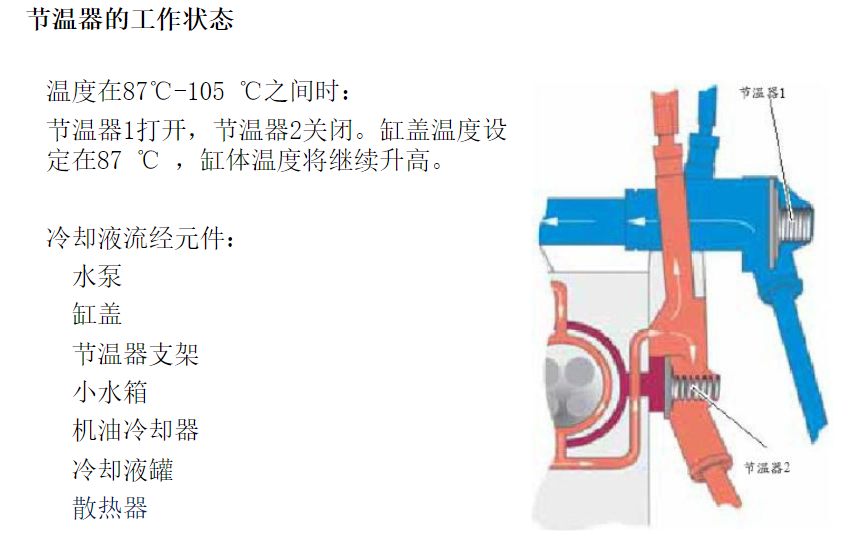 节温器的工作状态
温度在87℃-105 ℃之间时：
节温器1打开，节温器2关闭。缸盖温度设
定在87 ℃ ，缸体温度将继续升高。
冷却液流经元件：
水泵
缸盖
节温器支架
小水箱
机油冷却器
冷却液罐
散热器
节温器1
节温器2